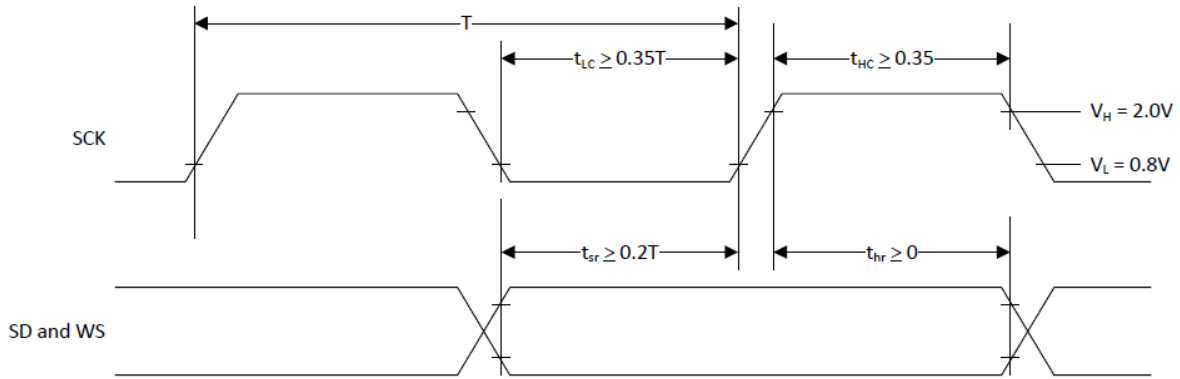 T
t_LC ≥ 0.35T
t_HC ≥ 0.35
SCK
V_H = 2.0V
V_L = 0.8V
t_sr ≥ 0.2T
t_hr ≥ 0
SD and WS